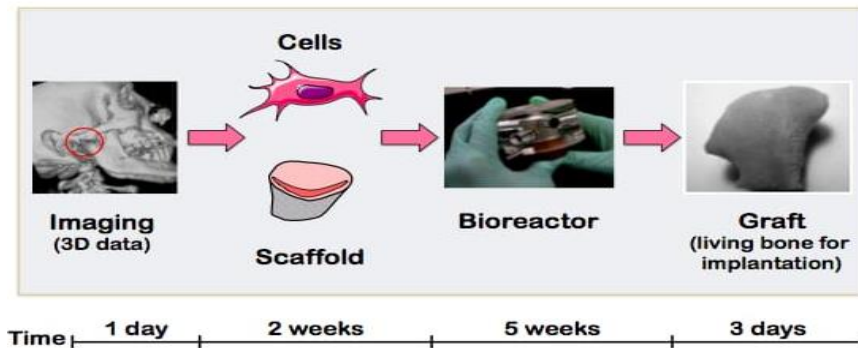 Cells
Imaging
(3D data)
Scaffold
Bioreactor
Graft
(living bone for
implantation)
Time
1 day
2 weeks
5 weeks
3 days